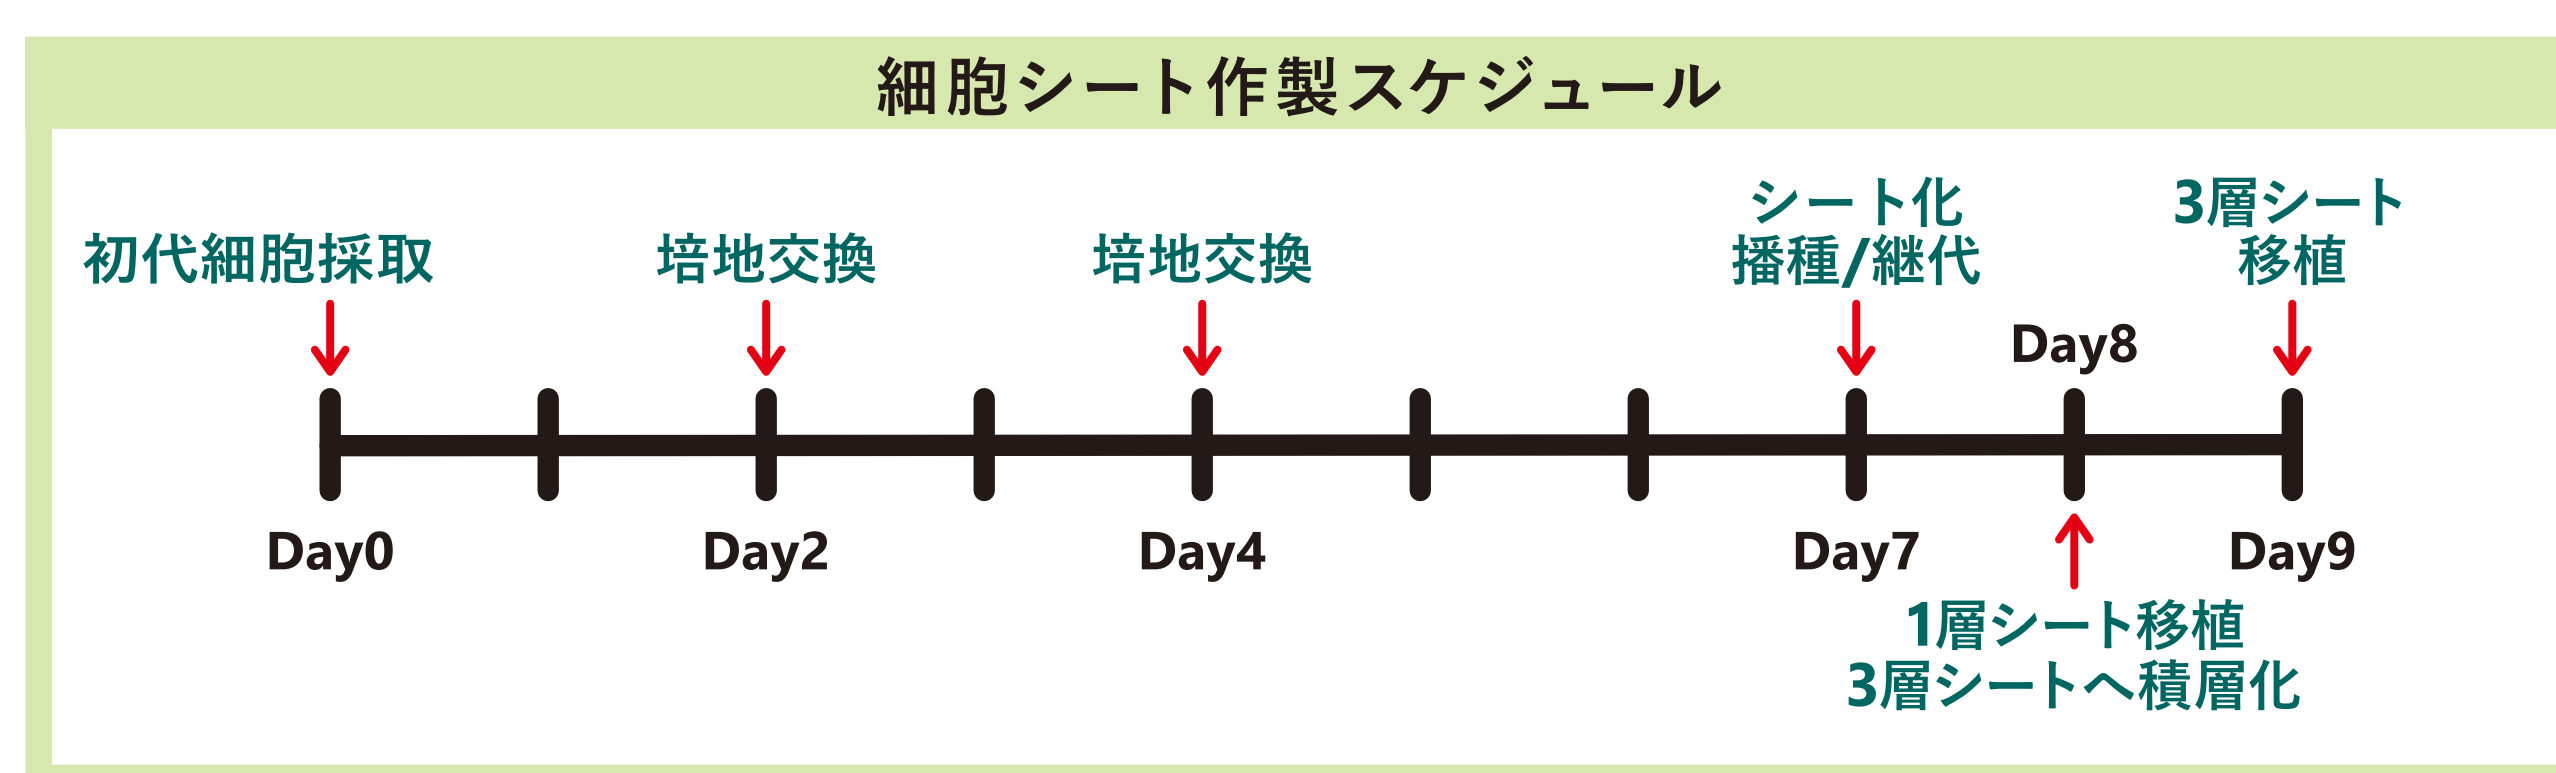 細胞シート作製スケジュール
初代細胞採取
培地交換
培地交換
シート化
播種/継代
3層シート
移植
Day8
Day0
Day2
Day4
Day7
Day9
1層シート移植
3層シートへ積層化